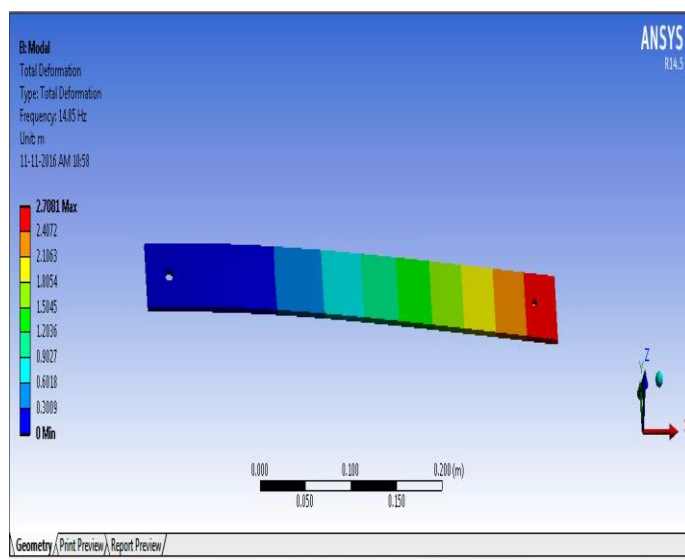 B: Modal
Total Deformation
Type: Total Deformation
Frequency: 14.05 Hz
Unit: m
11-11-2016 AM 10:58
ANSYS
R14.5
2.7081 Max
2.4072
2.1063
1.8054
1.5045
1.2036
0.9027
0.6018
0.3009
0 Min
Z
Y
0.000
0.100
0.200 (m)
0.050
0.150
Geometry
Print Preview
Report Preview